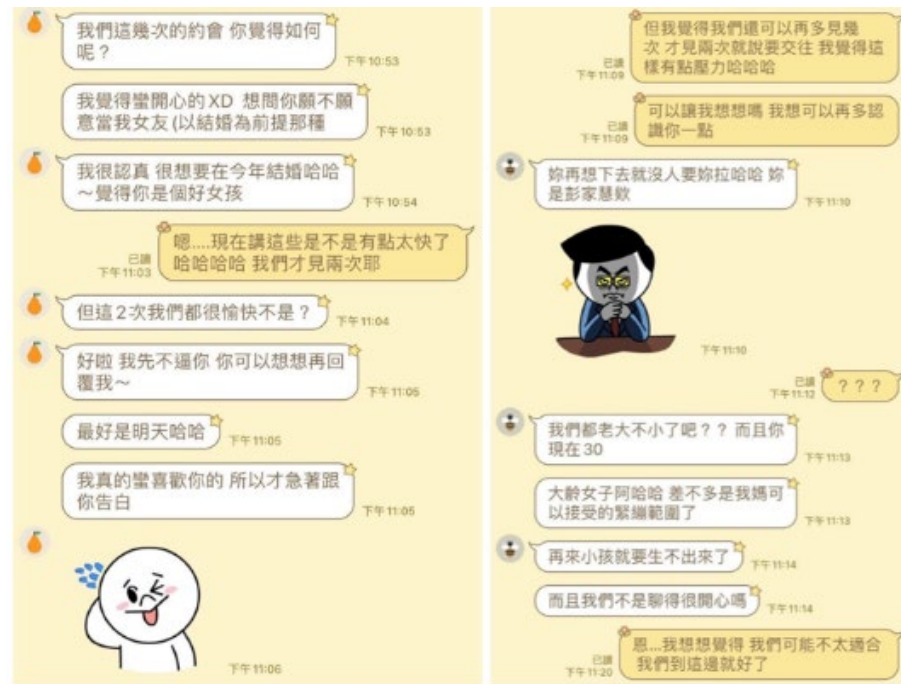 我們這幾次的約會 你覺得如何
呢？
下午10:53
我覺得蠻開心的XD 想問你願不願
意當我女友(以結婚為前提那種
下午10:53
我很認真 很想要在今年結婚哈哈
～覺得你是個好女孩
下午10:54
嗯....現在講這些是不是有點太快了
哈哈哈哈 我們才見兩次耶
已讀
下午11:03
但這2次我們都很愉快不是？
下午11:04
好啦 我先不逼你 你可以想想再回
覆我～
下午11:05
最好是明天哈哈
下午11:05
我真的蠻喜歡你的 所以才急著跟
你告白
下午11:05
下午11:06
但我覺得我們還可以再多見幾
次 才見兩次就說要交往 我覺得這
樣有點壓力哈哈哈
已讀
下午11:09
可以讓我想想嗎 我想可以再多認
識你一點
已讀
下午11:09
妳再想下去就沒人要妳拉哈哈 妳
是彭家慧欸
下午11:10
下午11:10
？？？
已讀
下午11:12
我們都老大不小了吧？？ 而且你
現在30
下午11:13
大齡女子阿哈哈 差不多是我媽可
以接受的緊繃範圍了
下午11:13
再來小孩就要生不出來了
下午11:14
而且我們不是聊得很開心嗎
下午11:14
恩...我想想覺得 我們可能不太適合
我們到這邊就好了
已讀
下午11:20